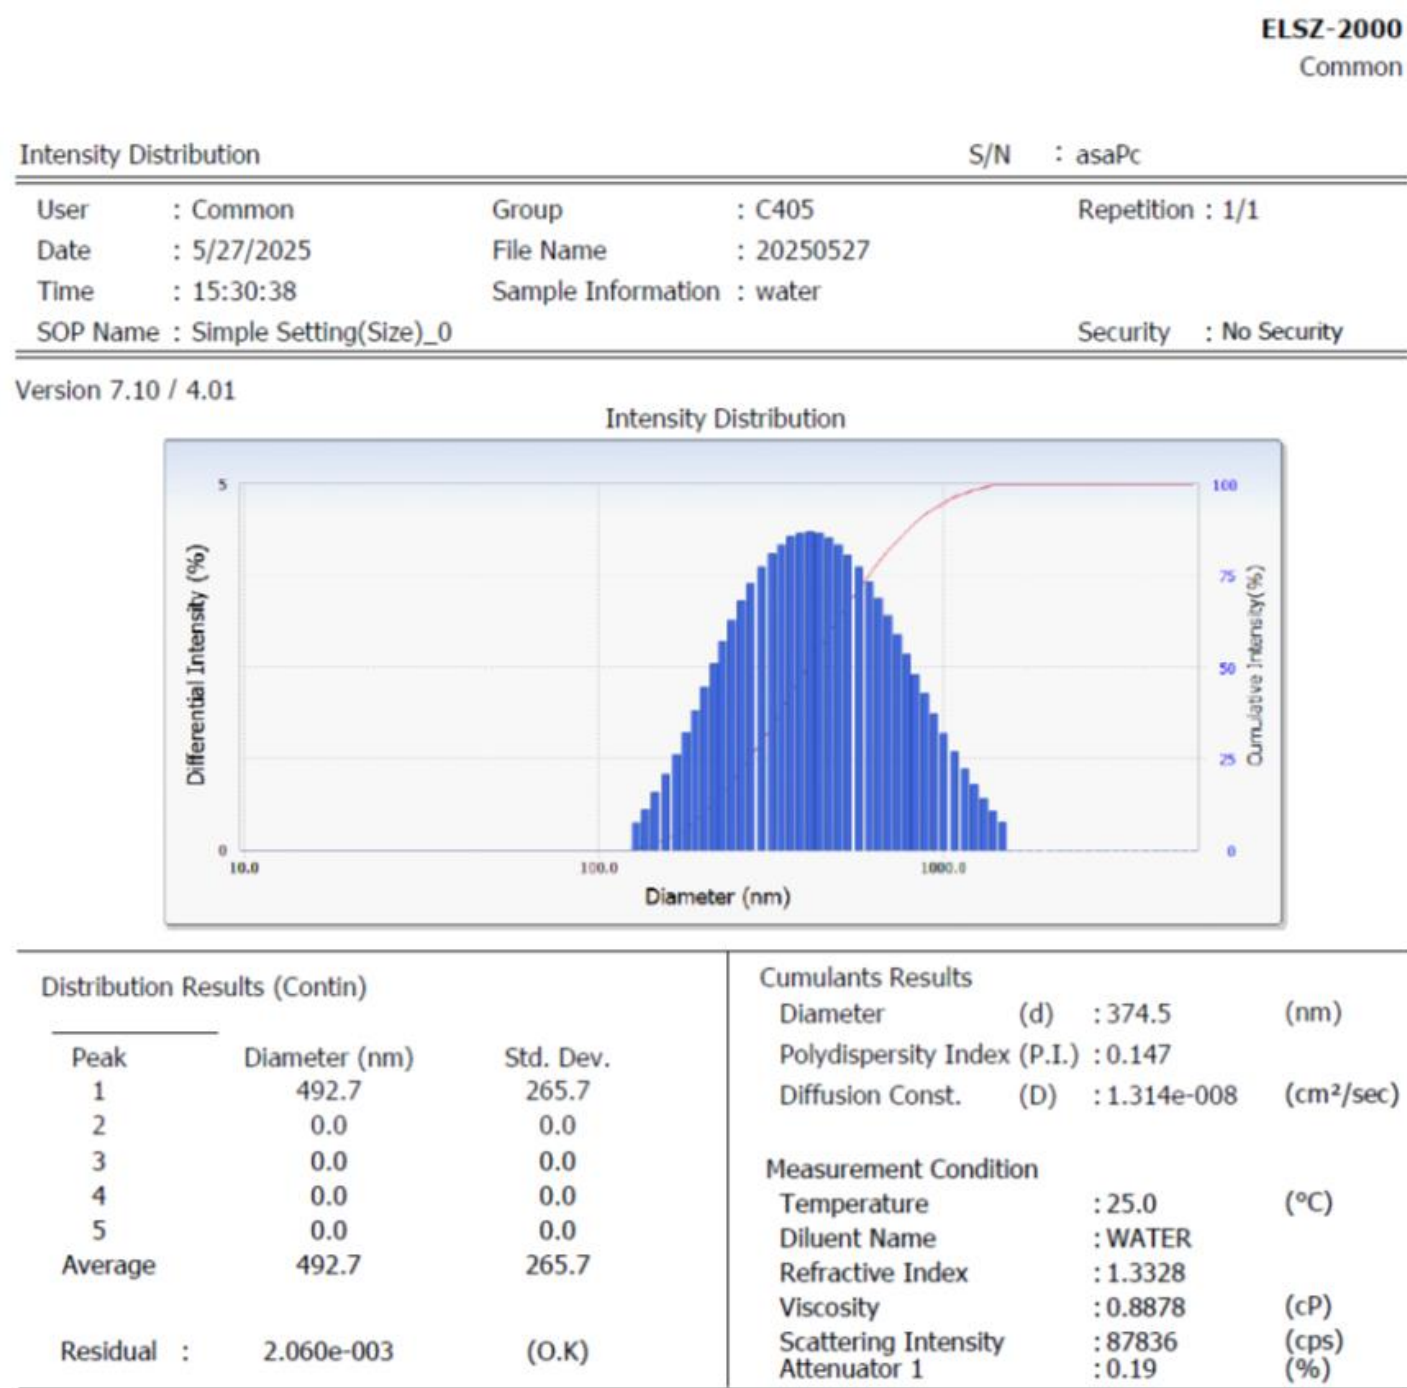 ELSZ-2000
Common
Intensity Distribution S/N : asaPc
User : Common Group : C405 Repetition : 1/1
Date : 5/27/2025 File Name : 20250527
Time : 15:30:38 Sample Information : water
SOP Name : Simple Setting(Size)_0 Security : No Security
Version 7.10 / 4.01
Intensity Distribution
5 100
75
50
25
0 0
Differential Intensity (%)
Cumulative Intensity(%)
10.0 100.0 1000.0
Diameter (nm)
Distribution Results (Contin)
Peak Diameter (nm) Std. Dev.
1 492.7 265.7
2 0.0 0.0
3 0.0 0.0
4 0.0 0.0
5 0.0 0.0
Average 492.7 265.7
Residual : 2.060e-003 (O.K)
Cumulants Results
Diameter (d) : 374.5 (nm)
Polydispersity Index (P.I.) : 0.147
Diffusion Const. (D) : 1.314e-008 (cm²/sec)
Measurement Condition
Temperature : 25.0 (°C)
Diluent Name : WATER
Refractive Index : 1.3328
Viscosity : 0.8878 (cP)
Scattering Intensity : 87836 (cps)
Attenuator 1 : 0.19 (%)